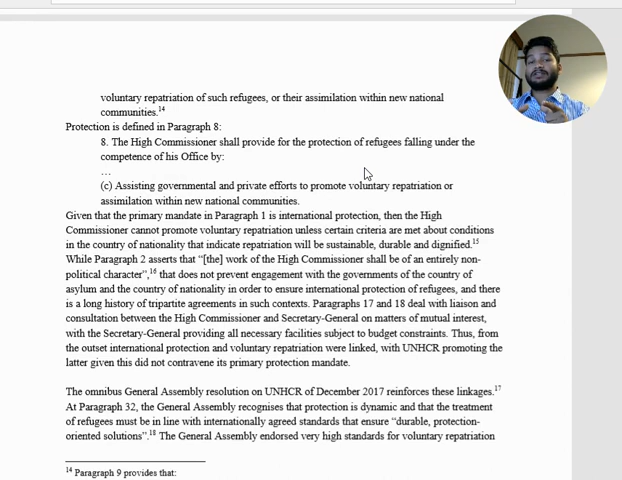 voluntary repatriation of such refugees, or their assimilation within new national
communities.14
Protection is defined in Paragraph 8:
8. The High Commissioner shall provide for the protection of refugees falling under the
competence of his Office by:
…
(c) Assisting governmental and private efforts to promote voluntary repatriation or
assimilation within new national communities.
Given that the primary mandate in Paragraph 1 is international protection, then the High
Commissioner cannot promote voluntary repatriation unless certain criteria are met about conditions
in the country of nationality that indicate repatriation will be sustainable, durable and dignified.15
While Paragraph 2 asserts that “[the] work of the High Commissioner shall be of an entirely non-
political character”,16 that does not prevent engagement with the governments of the country of
asylum and the country of nationality in order to ensure international protection of refugees, and there
is a long history of tripartite agreements in such contexts. Paragraphs 17 and 18 deal with liaison and
consultation between the High Commissioner and Secretary-General on matters of mutual interest,
with the Secretary-General providing all necessary facilities subject to budget constraints. Thus, from
the outset international protection and voluntary repatriation were linked, with UNHCR promoting the
latter given this did not contravene its primary protection mandate.
The omnibus General Assembly resolution on UNHCR of December 2017 reinforces these linkages.17
At Paragraph 32, the General Assembly recognises that protection is dynamic and that the treatment
of refugees must be in line with internationally agreed standards that ensure “durable, protection-
oriented solutions”.18 The General Assembly endorsed very high standards for voluntary repatriation
14 Paragraph 9 provides that: